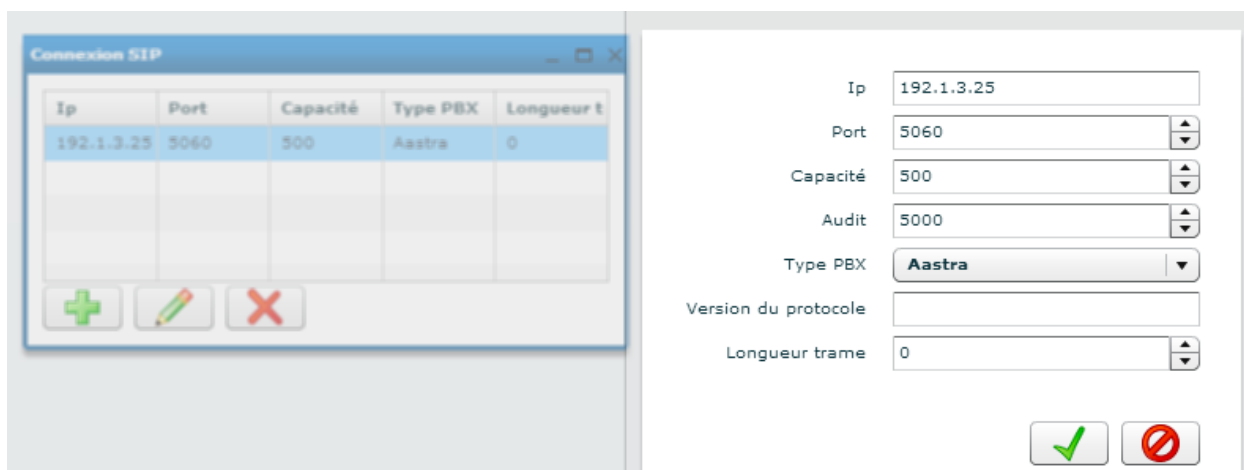 Connexion SIP
Ip Port Capacité Type PBX Longueur t
192.1.3.25 5060 500 Aastra 0
Ip 192.1.3.25
Port 5060
Capacité 500
Audit 5000
Type PBX Aastra
Version du protocole
Longueur trame 0